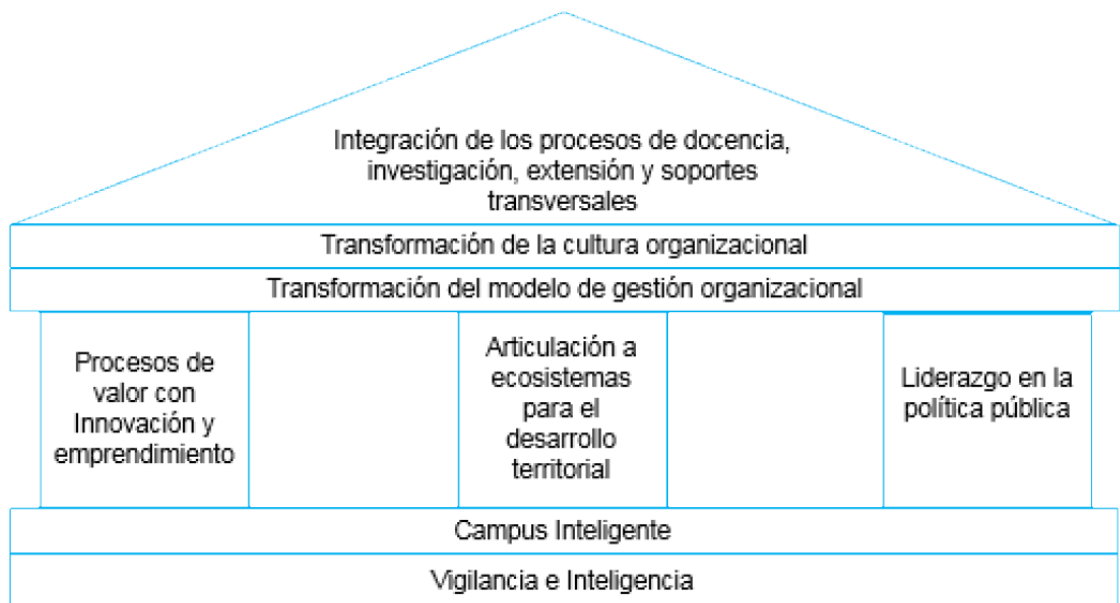 Integración de los procesos de docencia,
investigación, extensión y soportes
transversales
Transformación de la cultura organizacional
Transformación del modelo de gestión organizacional
Procesos de
valor con
Innovación y
emprendimiento
Articulación a
ecosistemas
para el
desarrollo
territorial
Liderazgo en la
política pública
Campus Inteligente
Vigilancia e Inteligencia